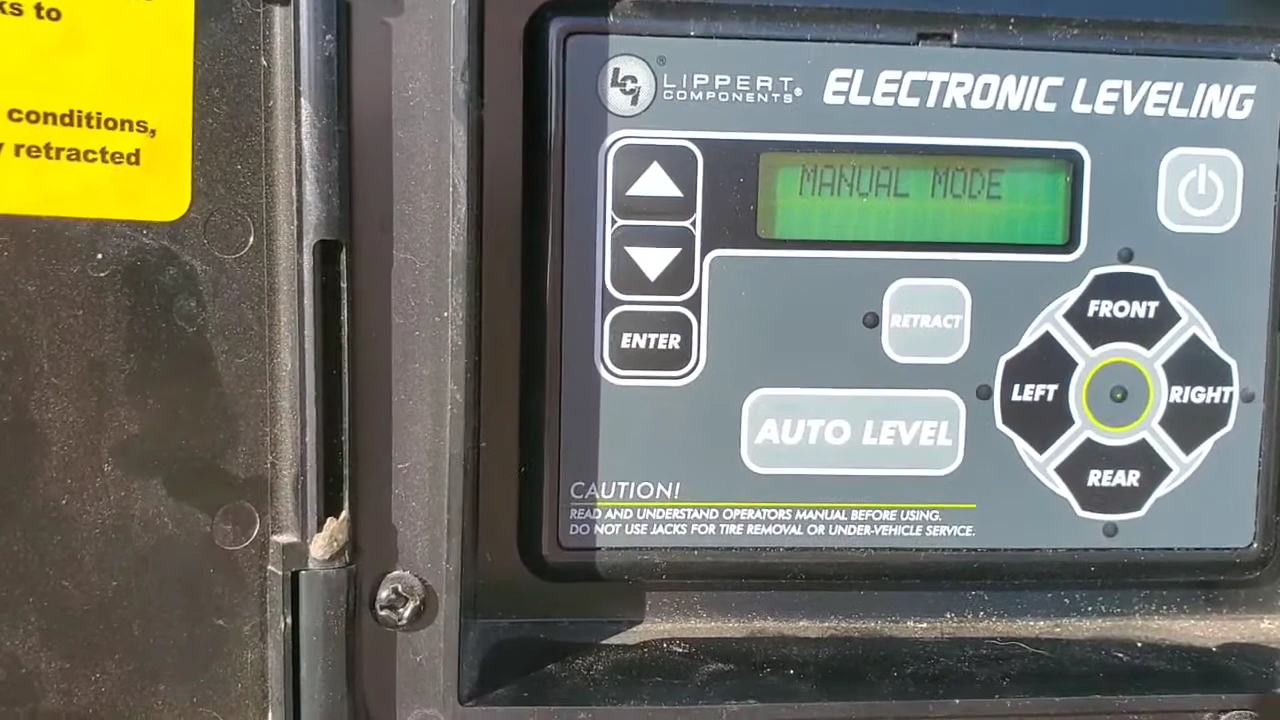 ks to
conditions,
retracted
LCI
LIPPERT
COMPONENTS®
®
ELECTRONIC LEVELING
MANUAL MODE
ENTER
RETRACT
AUTO LEVEL
FRONT
LEFT
RIGHT
REAR
CAUTION!
READ AND UNDERSTAND OPERATORS MANUAL BEFORE USING.
DO NOT USE JACKS FOR TIRE REMOVAL OR UNDER-VEHICLE SERVICE.